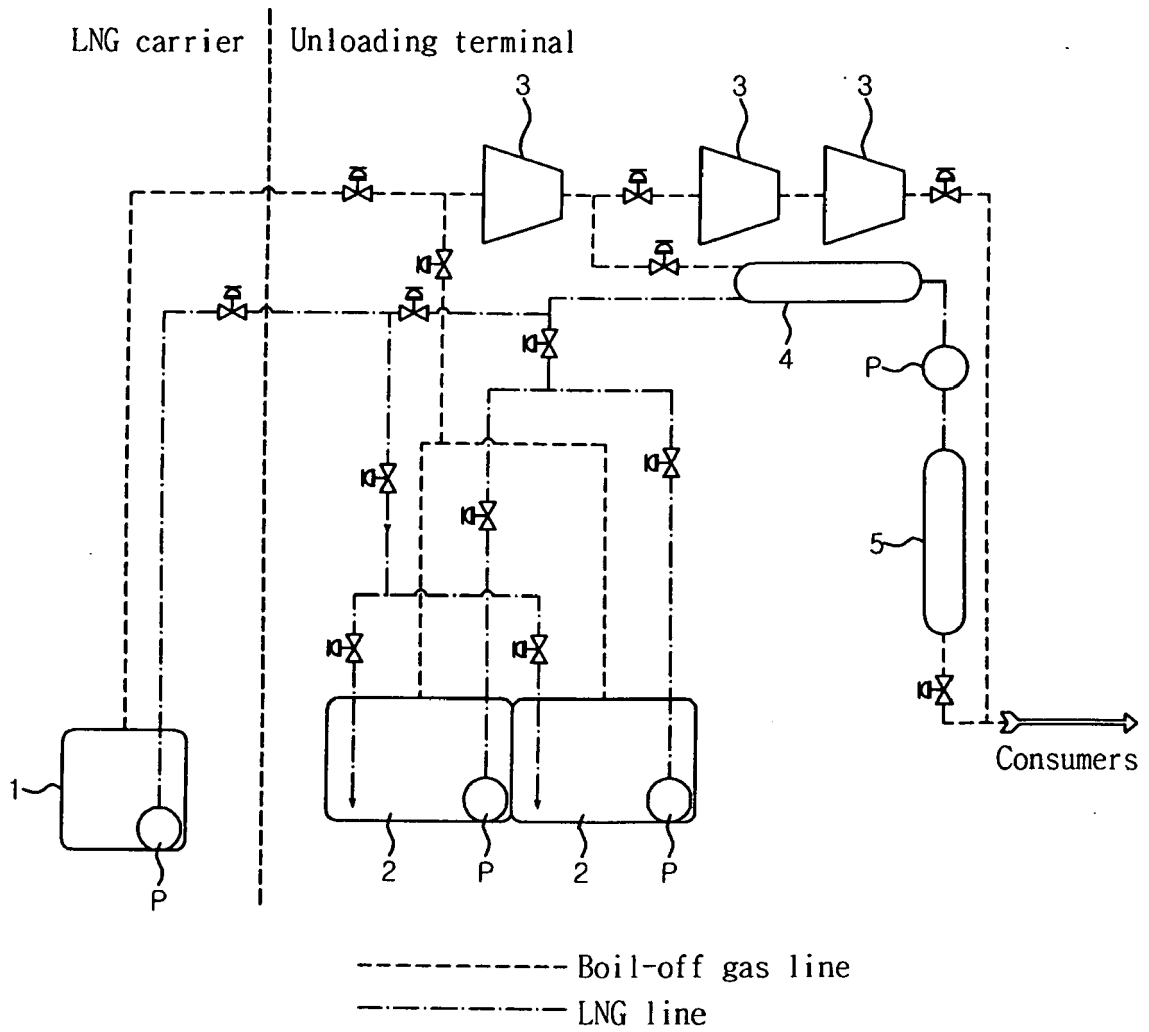 LNG carrier
Unloading terminal
3
3
3
4
P
5
Consumers
1
P
2
P
2
P
Boil-off gas line
LNG line